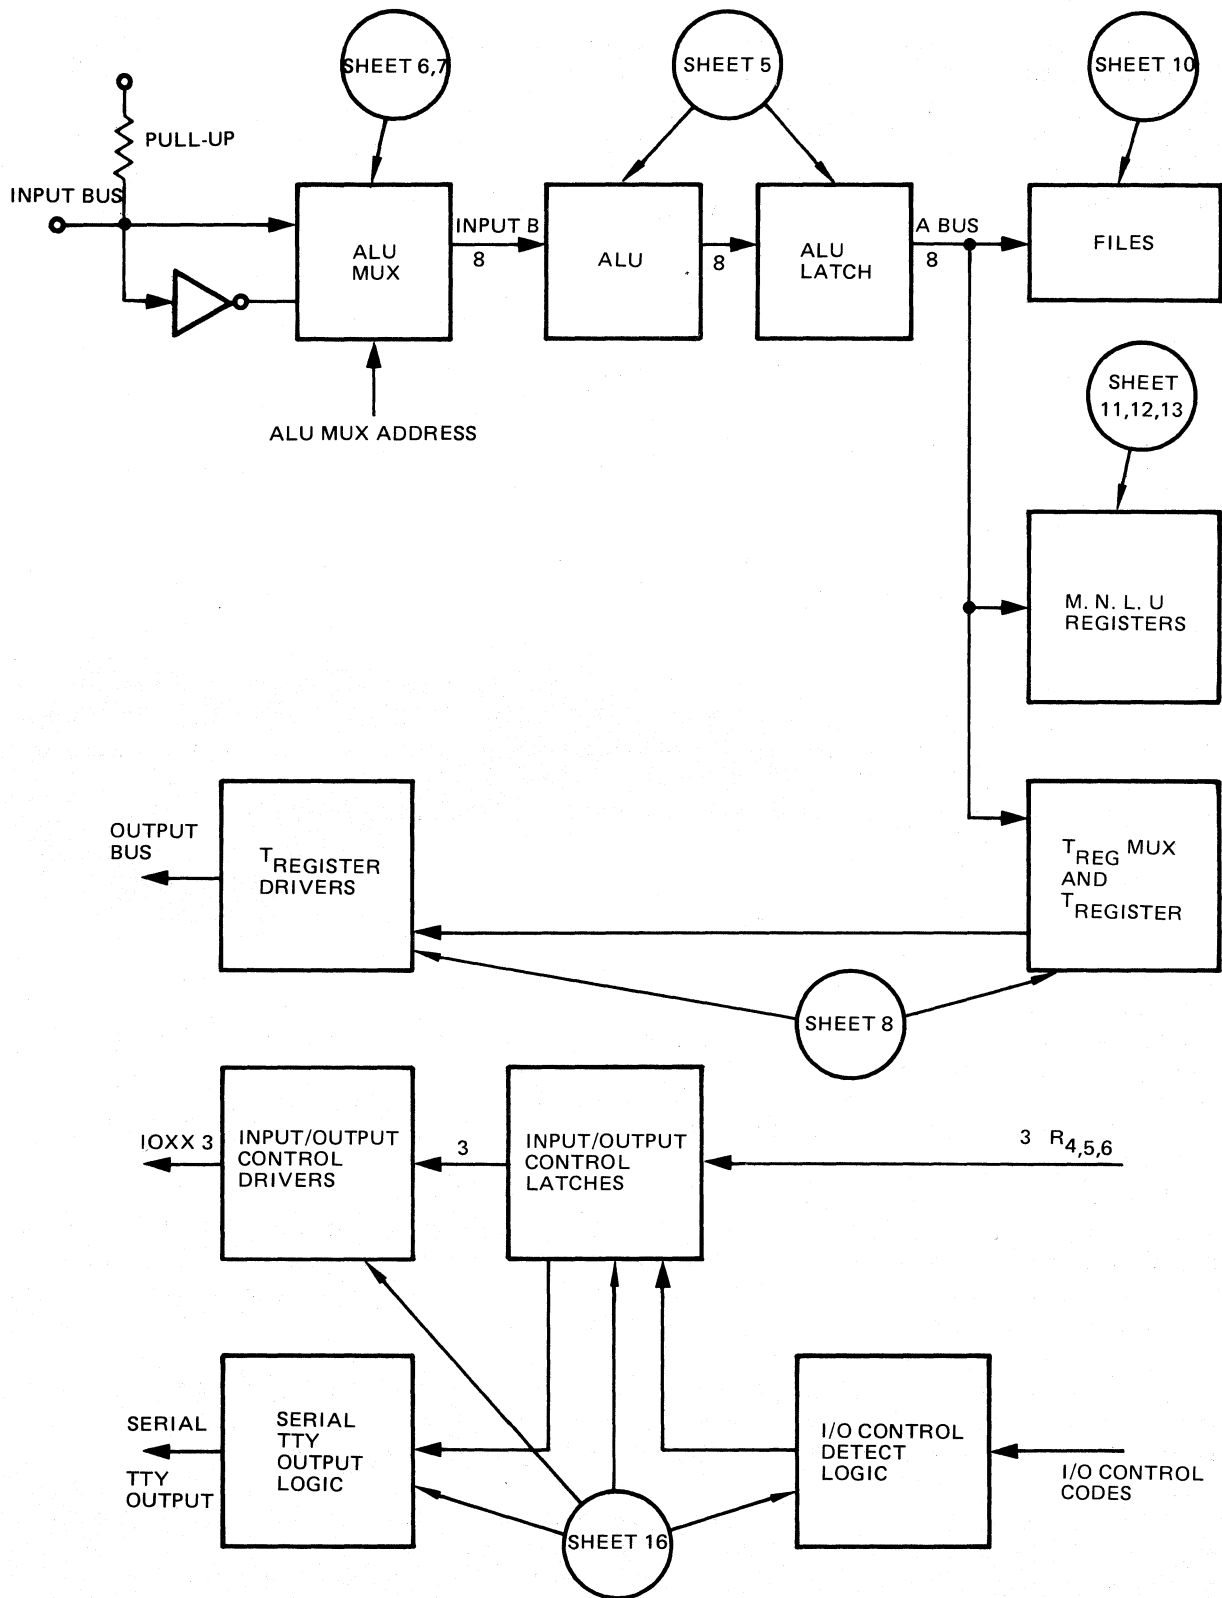 SHEET 6,7
SHEET 5
SHEET 10
PULL-UP
INPUT BUS
ALU
MUX
INPUT B
8
ALU
8
ALU
LATCH
A BUS
8
FILES
ALU MUX ADDRESS
SHEET
11,12,13
M. N. L. U
REGISTERS
OUTPUT
BUS
TREGISTER
DRIVERS
TREG MUX
AND
TREGISTER
SHEET 8
IOXX 3
INPUT/OUTPUT
CONTROL
DRIVERS
3
INPUT/OUTPUT
CONTROL
LATCHES
3 R4,5,6
SERIAL
TTY
OUTPUT
SERIAL
TTY
OUTPUT
LOGIC
SHEET 16
I/O CONTROL
DETECT
LOGIC
I/O CONTROL
CODES